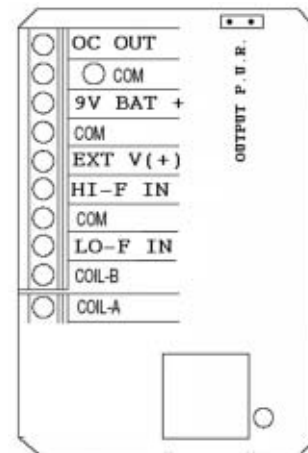 OC OUT
COM
9V BAT +
COM
EXT V(+)
HI-F IN
COM
LO-F IN
COIL-B
COIL-A
OUTPUT P.U.R.